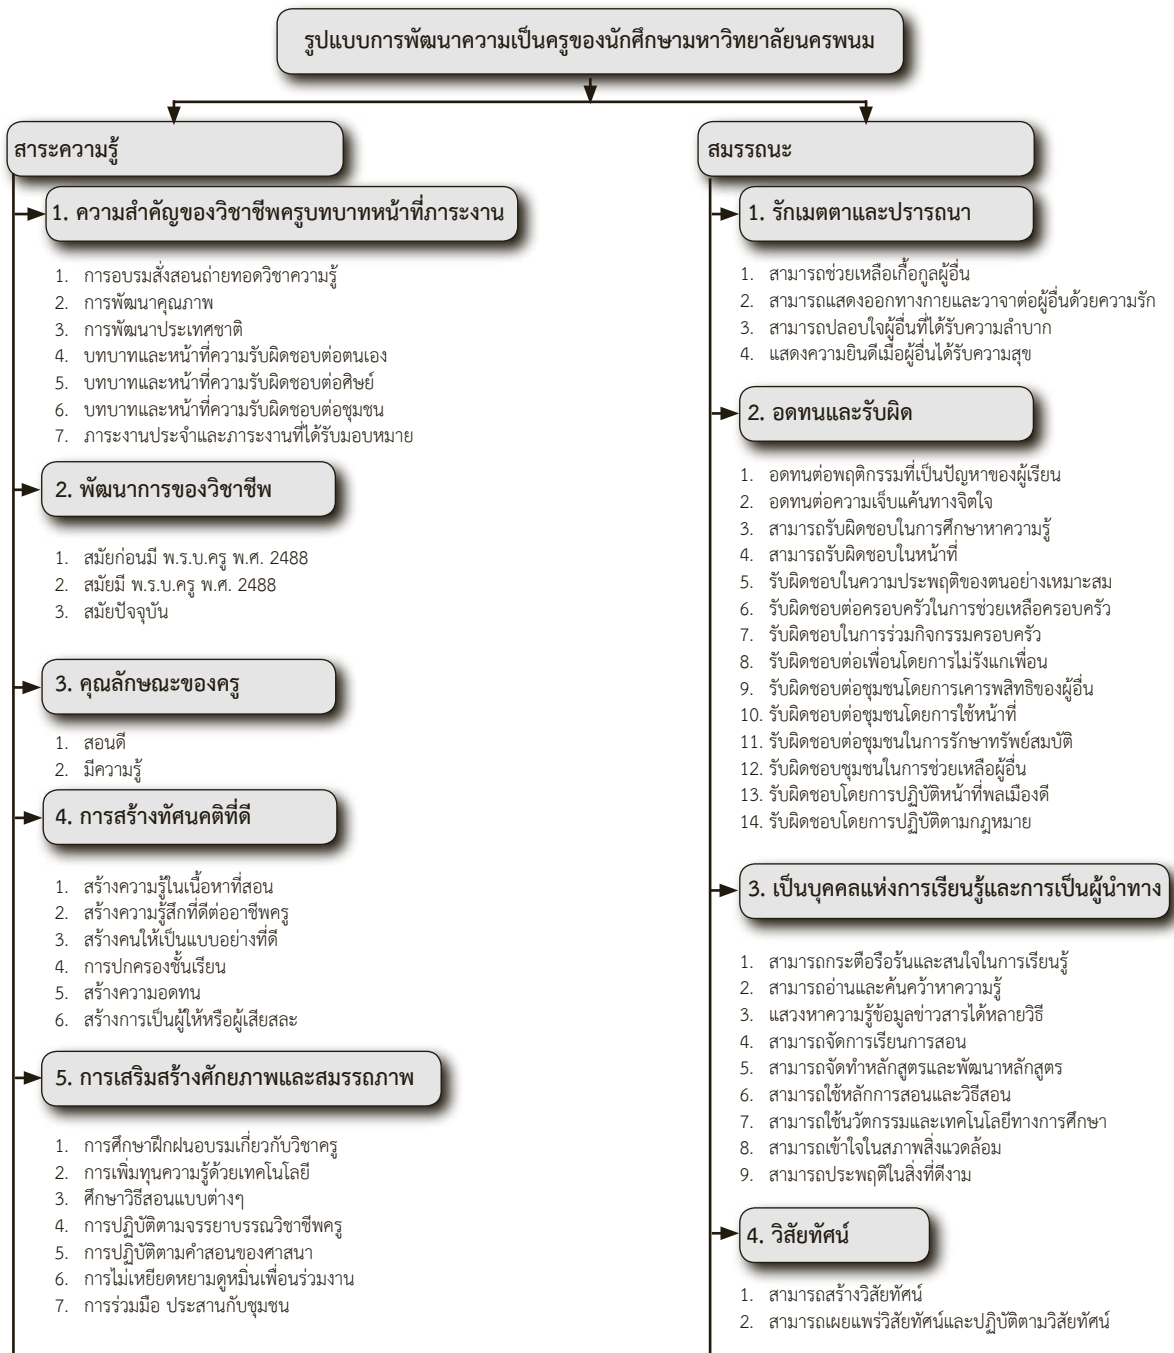 รูปแบบการพัฒนาความเป็นครูของนักศึกษามหาวิทยาลัยนครพนม
สาระความรู้
1. ความสำคัญของวิชาชีพครูบทบาทหน้าที่ภาระงาน
1. การอบรมสั่งสอนถ่ายทอดวิชาความรู้
2. การพัฒนาคุณภาพ
3. การพัฒนาประเทศชาติ
4. บทบาทและหน้าที่ความรับผิดชอบต่อตนเอง
5. บทบาทและหน้าที่ความรับผิดชอบต่อศิษย์
6. บทบาทและหน้าที่ความรับผิดชอบต่อชุมชน
7. ภาระงานประจำและภาระงานที่ได้รับมอบหมาย
2. พัฒนาการของวิชาชีพ
1. สมัยก่อนมี พ.ร.บ.ครู พ.ศ. 2488
2. สมัยมี พ.ร.บ.ครู พ.ศ. 2488
3. สมัยปัจจุบัน
3. คุณลักษณะของครู
1. สอนดี
2. มีความรู้
4. การสร้างทัศนคติที่ดี
1. สร้างความรู้ในเนื้อหาที่สอน
2. สร้างความรู้สึกที่ดีต่ออาชีพครู
3. สร้างคนให้เป็นแบบอย่างที่ดี
4. การปกครองชั้นเรียน
5. สร้างความอดทน
6. สร้างการเป็นผู้ให้หรือผู้เสียสละ
5. การเสริมสร้างศักยภาพและสมรรถภาพ
1. การศึกษาฝึกฝนอบรมเกี่ยวกับวิชาครู
2. การเพิ่มทุนความรู้ด้วยเทคโนโลยี
3. ศึกษาวิธีสอนแบบต่างๆ
4. การปฏิบัติตามจรรยาบรรณวิชาชีพครู
5. การปฏิบัติตามคำสอนของศาสนา
6. การไม่เหยียดหยามดูหมิ่นเพื่อนร่วมงาน
7. การร่วมมือ ประสานกับชุมชน
สมรรถนะ
1. รักเมตตาและปรารถนา
1. สามารถช่วยเหลือเกื้อกูลผู้อื่น
2. สามารถแสดงออกทางกายและวาจาต่อผู้อื่นด้วยความรัก
3. สามารถปลอบใจผู้อื่นที่ได้รับความลำบาก
4. แสดงความยินดีเมื่อผู้อื่นได้รับความสุข
2. อดทนและรับผิด
1. อดทนต่อพฤติกรรมที่เป็นปัญหาของผู้เรียน
2. อดทนต่อความเจ็บแค้นทางจิตใจ
3. สามารถรับผิดชอบในการศึกษาหาความรู้
4. สามารถรับผิดชอบในหน้าที่
5. รับผิดชอบในความประพฤติของตนอย่างเหมาะสม
6. รับผิดชอบต่อครอบครัวในการช่วยเหลือครอบครัว
7. รับผิดชอบในการร่วมกิจกรรมครอบครัว
8. รับผิดชอบต่อเพื่อนโดยการไม่รังแกเพื่อน
9. รับผิดชอบต่อชุมชนโดยการเคารพสิทธิของผู้อื่น
10. รับผิดชอบต่อชุมชนโดยการใช้หน้าที่
11. รับผิดชอบต่อชุมชนในการรักษาทรัพย์สมบัติ
12. รับผิดชอบชุมชนในการช่วยเหลือผู้อื่น
13. รับผิดชอบโดยการปฏิบัติหน้าที่พลเมืองดี
14. รับผิดชอบโดยการปฏิบัติตามกฎหมาย
3. เป็นบุคคลแห่งการเรียนรู้และการเป็นผู้นำทาง
1. สามารถกระตือรือร้นและสนใจในการเรียนรู้
2. สามารถอ่านและค้นคว้าหาความรู้
3. แสวงหาความรู้ข้อมูลข่าวสารได้หลายวิธี
4. สามารถจัดการเรียนการสอน
5. สามารถจัดทำหลักสูตรและพัฒนาหลักสูตร
6. สามารถใช้หลักการสอนและวิธีสอน
7. สามารถใช้นวัตกรรมและเทคโนโลยีทางการศึกษา
8. สามารถเข้าใจในสภาพสิ่งแวดล้อม
9. สามารถประพฤติในสิ่งที่ดีงาม
4. วิสัยทัศน์
1. สามารถสร้างวิสัยทัศน์
2. สามารถเผยแพร่วิสัยทัศน์และปฏิบัติตามวิสัยทัศน์